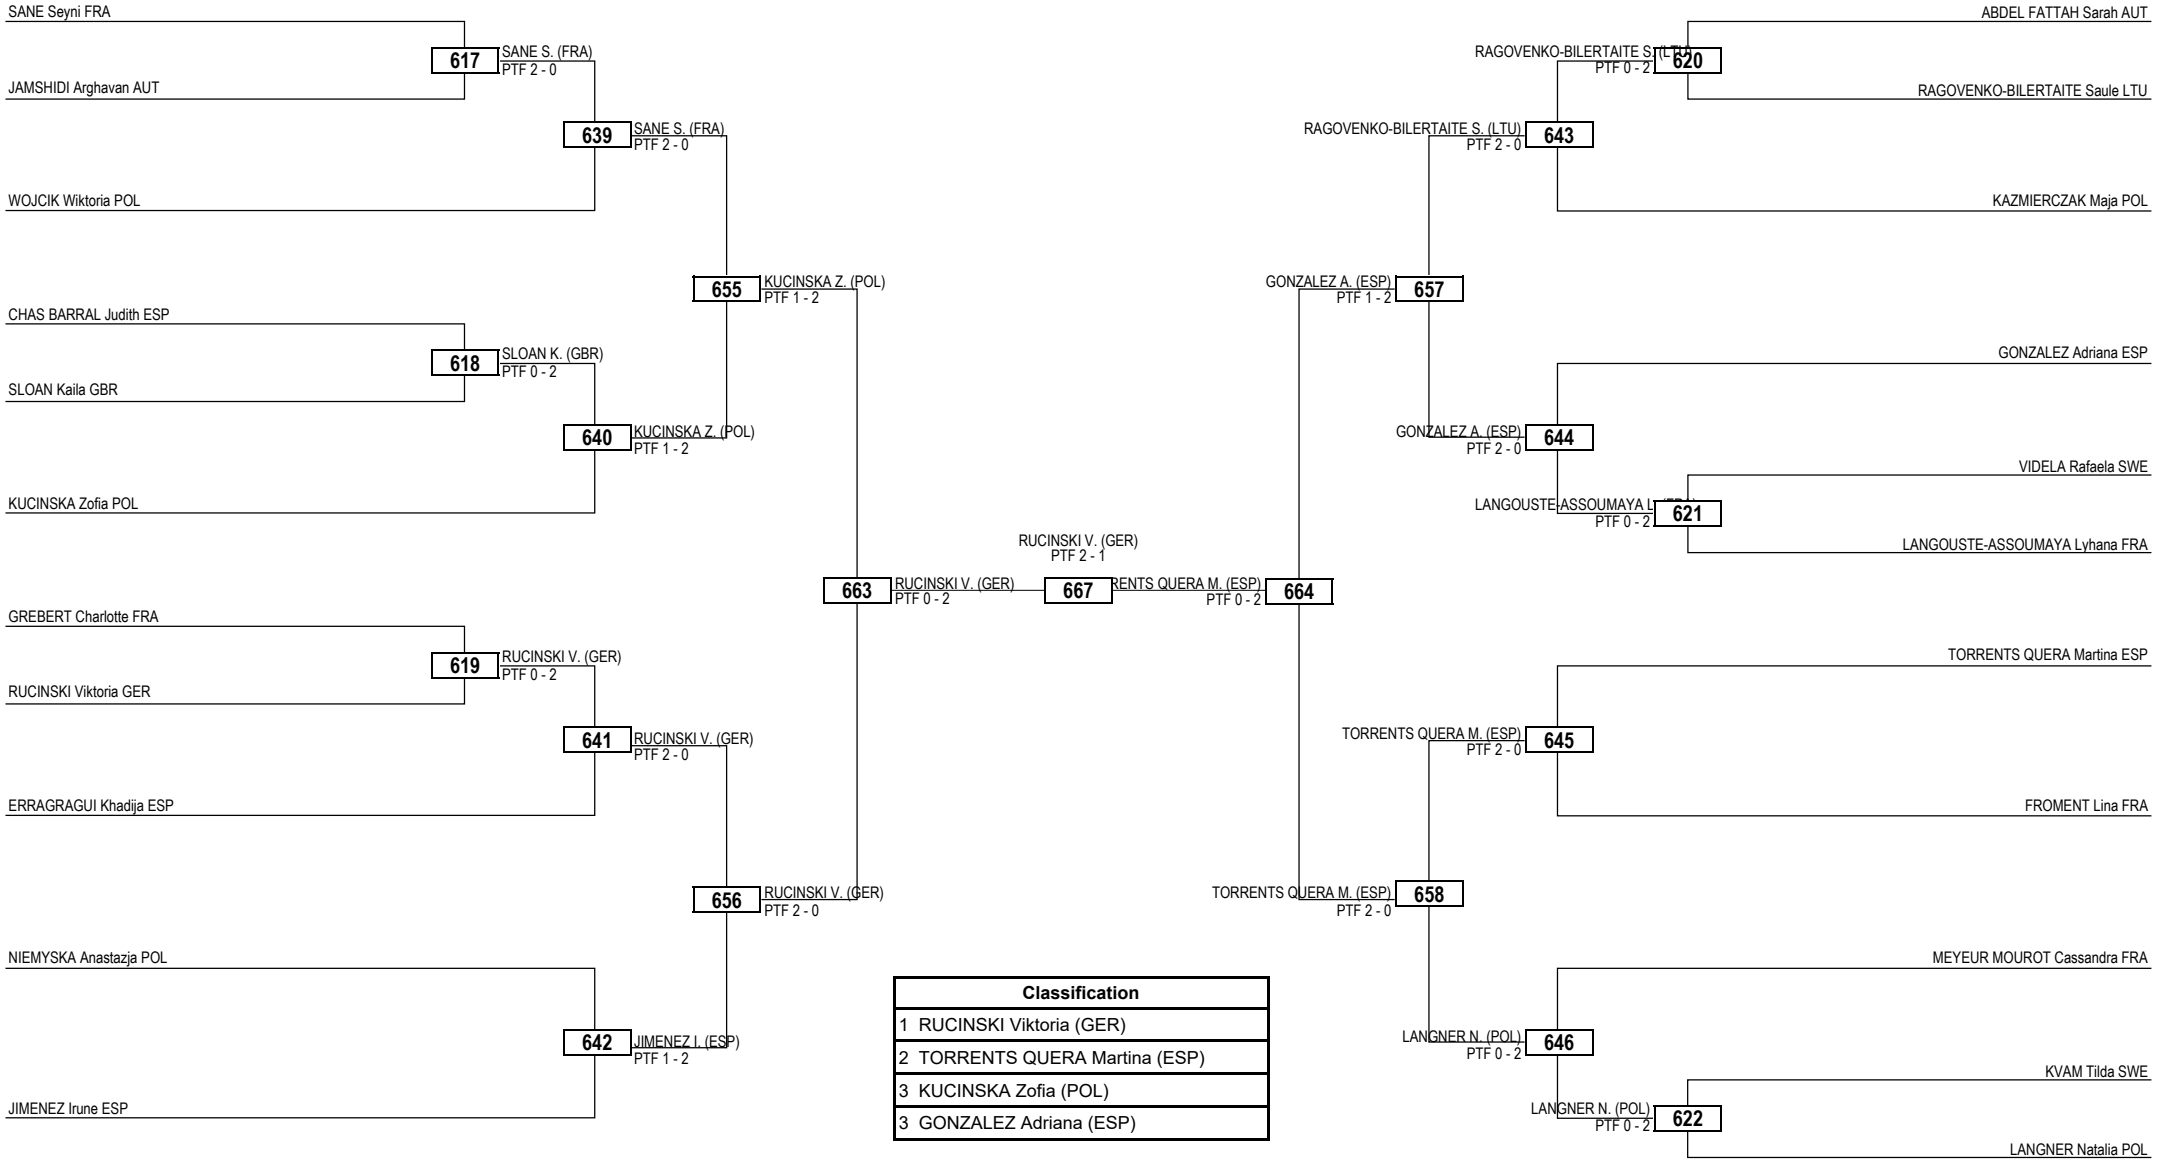 SANE Seyni FRA
617
SANE S. (FRA)
PTF 2 - 0
JAMSHIDI Arghavan AUT
639
SANE S. (FRA)
PTF 2 - 0
WOJCIK Wiktoria POL
655
KUCINSKA Z. (POL)
PTF 1 - 2
CHAS BARRAL Judith ESP
618
SLOAN K. (GBR)
PTF 0 - 2
SLOAN Kaila GBR
640
KUCINSKA Z. (POL)
PTF 1 - 2
KUCINSKA Zofia POL
663
RUCINSKI V. (GER)
PTF 0 - 2
GREBERT Charlotte FRA
619
RUCINSKI V. (GER)
PTF 0 - 2
RUCINSKI Viktoria GER
641
RUCINSKI V. (GER)
PTF 2 - 0
ERRAGRAGUI Khadija ESP
656
RUCINSKI V. (GER)
PTF 2 - 0
NIEMYSKA Anastazja POL
642
JIMENEZ I. (ESP)
PTF 1 - 2
JIMENEZ Irune ESP
RUCINSKI V. (GER)
PTF 2 - 1
667
ABDEL FATTAH Sarah AUT
RAGOVENKO-BILERTAITE S. (LTU)
PTF 0 - 2
620
RAGOVENKO-BILERTAITE Saule LTU
RAGOVENKO-BILERTAITE S. (LTU)
PTF 2 - 0
643
KAZMIERCZAK Maja POL
GONZALEZ A. (ESP)
PTF 1 - 2
657
GONZALEZ Adriana ESP
GONZALEZ A. (ESP)
PTF 2 - 0
644
VIDELA Rafaela SWE
LANGOUSTE-ASSOUMAYA L
PTF 0 - 2
621
LANGOUSTE-ASSOUMAYA Lyhana FRA
RENTS QUERA M. (ESP)
PTF 0 - 2
664
TORRENTS QUERA Martina ESP
TORRENTS QUERA M. (ESP)
PTF 2 - 0
645
FROMENT Lina FRA
TORRENTS QUERA M. (ESP)
PTF 2 - 0
658
MEYEUR MOUROT Cassandra FRA
LANGNER N. (POL)
PTF 0 - 2
646
KVAM Tilda SWE
LANGNER N. (POL)
PTF 0 - 2
622
LANGNER Natalia POL
Classification
1 RUCINSKI Viktoria (GER)
2 TORRENTS QUERA Martina (ESP)
3 KUCINSKA Zofia (POL)
3 GONZALEZ Adriana (ESP)